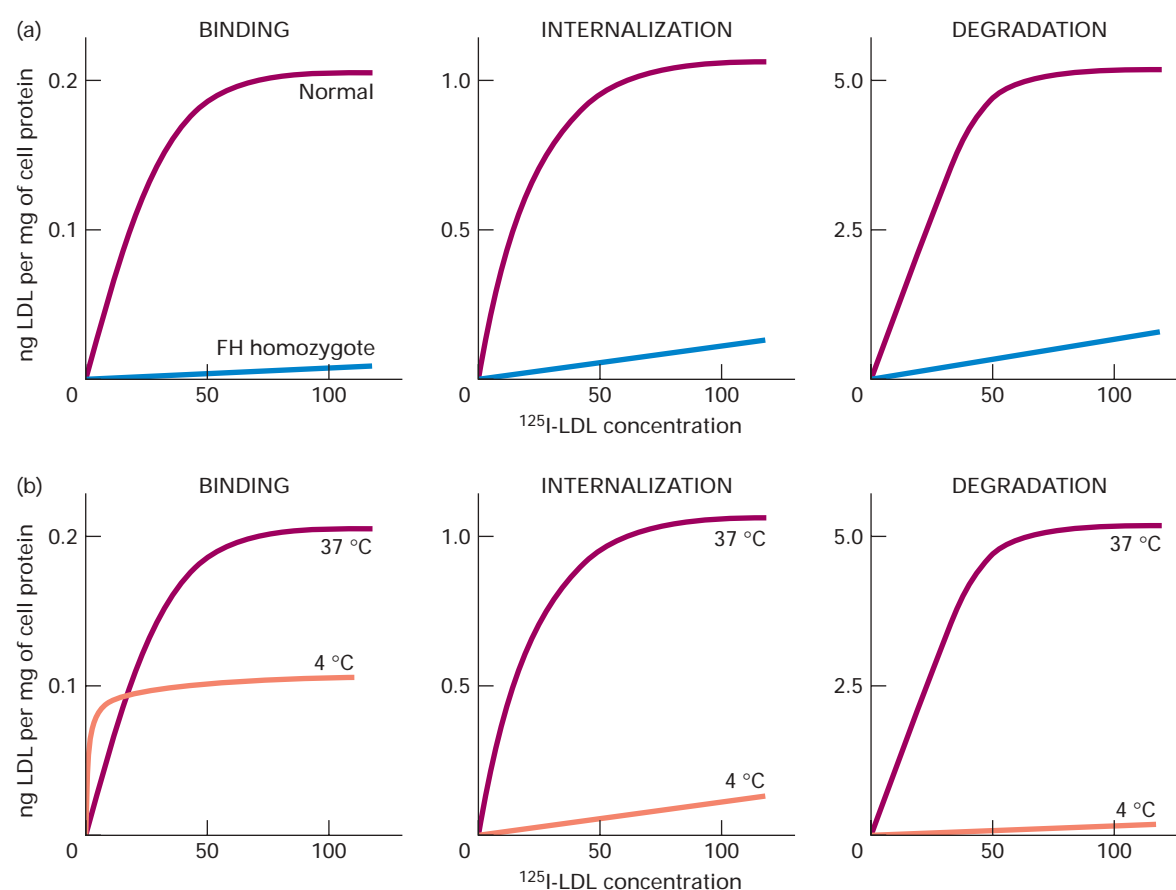 (a)
BINDING
INTERNALIZATION
DEGRADATION
ng LDL per mg of cell protein
0.2
0.1
0
50
100
Normal
FH homozygote
1.0
0.5
0
50
100
5.0
2.5
0
50
100
¹²⁵I-LDL concentration
(b)
BINDING
INTERNALIZATION
DEGRADATION
ng LDL per mg of cell protein
0.2
0.1
0
50
100
37 °C
4 °C
1.0
0.5
0
50
100
37 °C
4 °C
5.0
2.5
0
50
100
37 °C
4 °C
¹²⁵I-LDL concentration